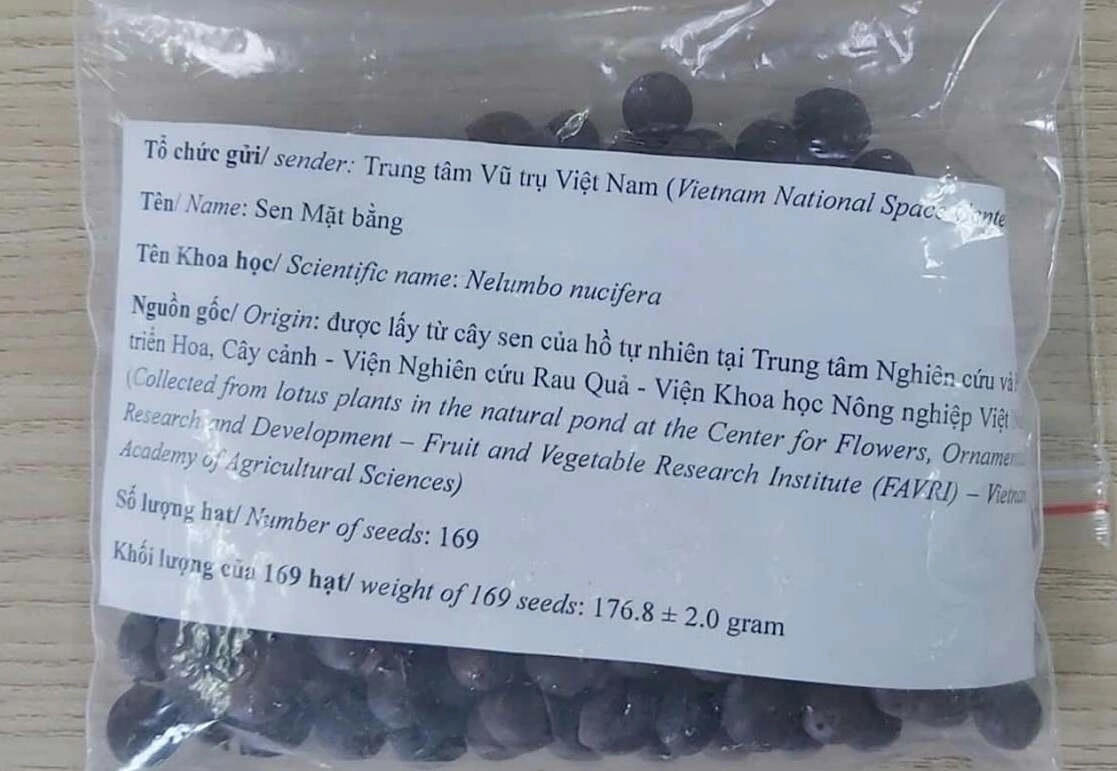 Tổ chức gửi/ sender: Trung tâm Vũ trụ Việt Nam (Vietnam National Space
Tên/ Name: Sen Mặt bằng
Tên Khoa học/ Scientific name: Nelumbo nucifera
Nguồn gốc/ Origin: được lấy từ cây sen của hồ tự nhiên tại Trung tâm Nghiên cứu và
triển Hoa, Cây cảnh - Viện Nghiên cứu Rau Quả - Viện Khoa học Nông nghiệp Việt
(Collected from lotus plants in the natural pond at the Center for Flowers,
Research and Development – Fruit and Vegetable Research Institute (FAVRI) – Vietnam
Academy of Agricultural Sciences)
Số lượng hat/ Number of seeds: 169
Khối lượng của 169 hạt/ weight of 169 seeds: 176.8 ± 2.0 gram